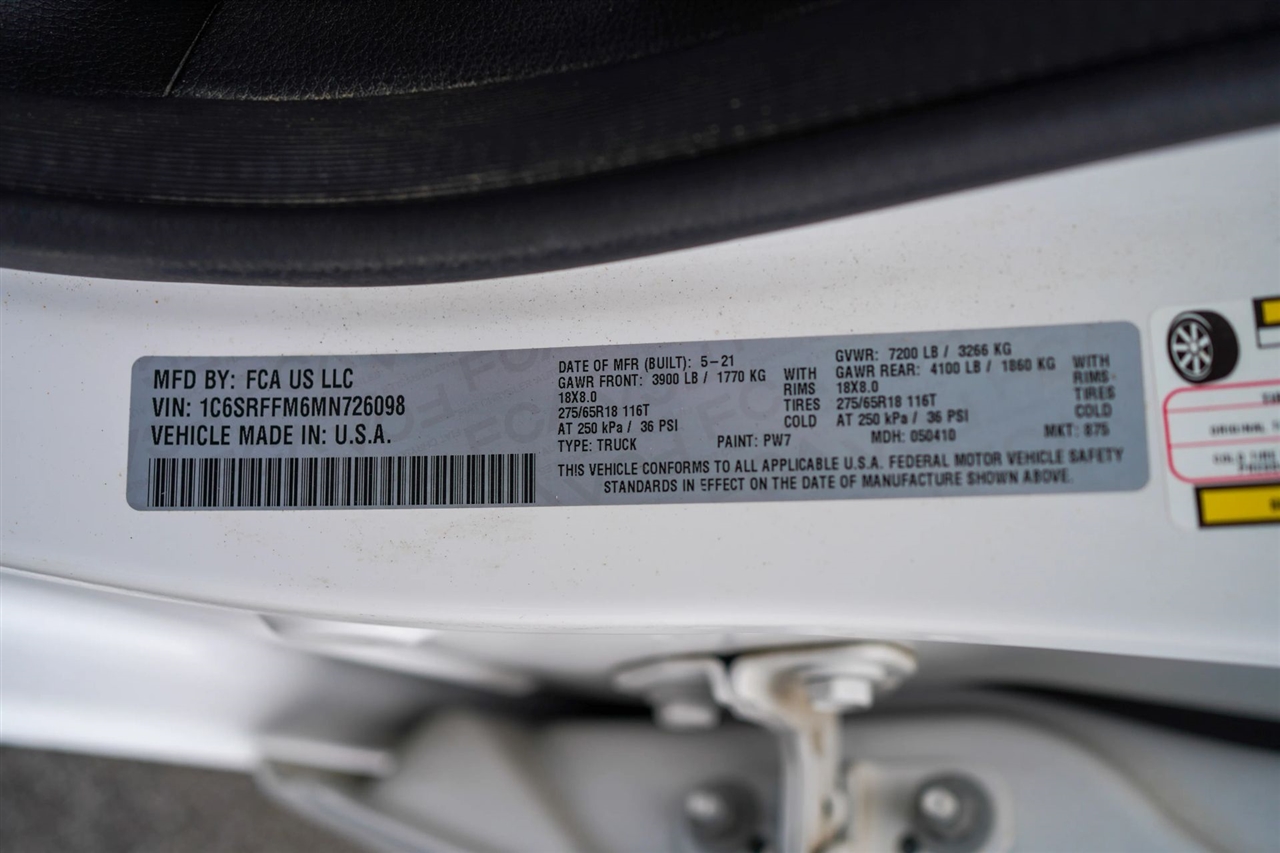 MFD BY: FCA US LLC
VIN: 1C6SRFFM6MN726098
VEHICLE MADE IN: U.S.A.
DATE OF MFR (BUILT): 5-21
GAWR FRONT: 3900 LB / 1770 KG WITH
18X8.0 RIMS
275/65R18 116T TIRES
AT 250 kPa / 36 PSI COLD
GVWR: 7200 LB / 3266 KG
GAWR REAR: 4100 LB / 1860 KG WITH
18X8.0 RIMS
275/65R18 116T TIRES
AT 250 kPa / 36 PSI COLD
TYPE: TRUCK PAINT: PW7 MDH: 050410 MKT: 875
THIS VEHICLE CONFORMS TO ALL APPLICABLE U.S.A. FEDERAL MOTOR VEHICLE SAFETY
STANDARDS IN EFFECT ON THE DATE OF MANUFACTURE SHOWN ABOVE.